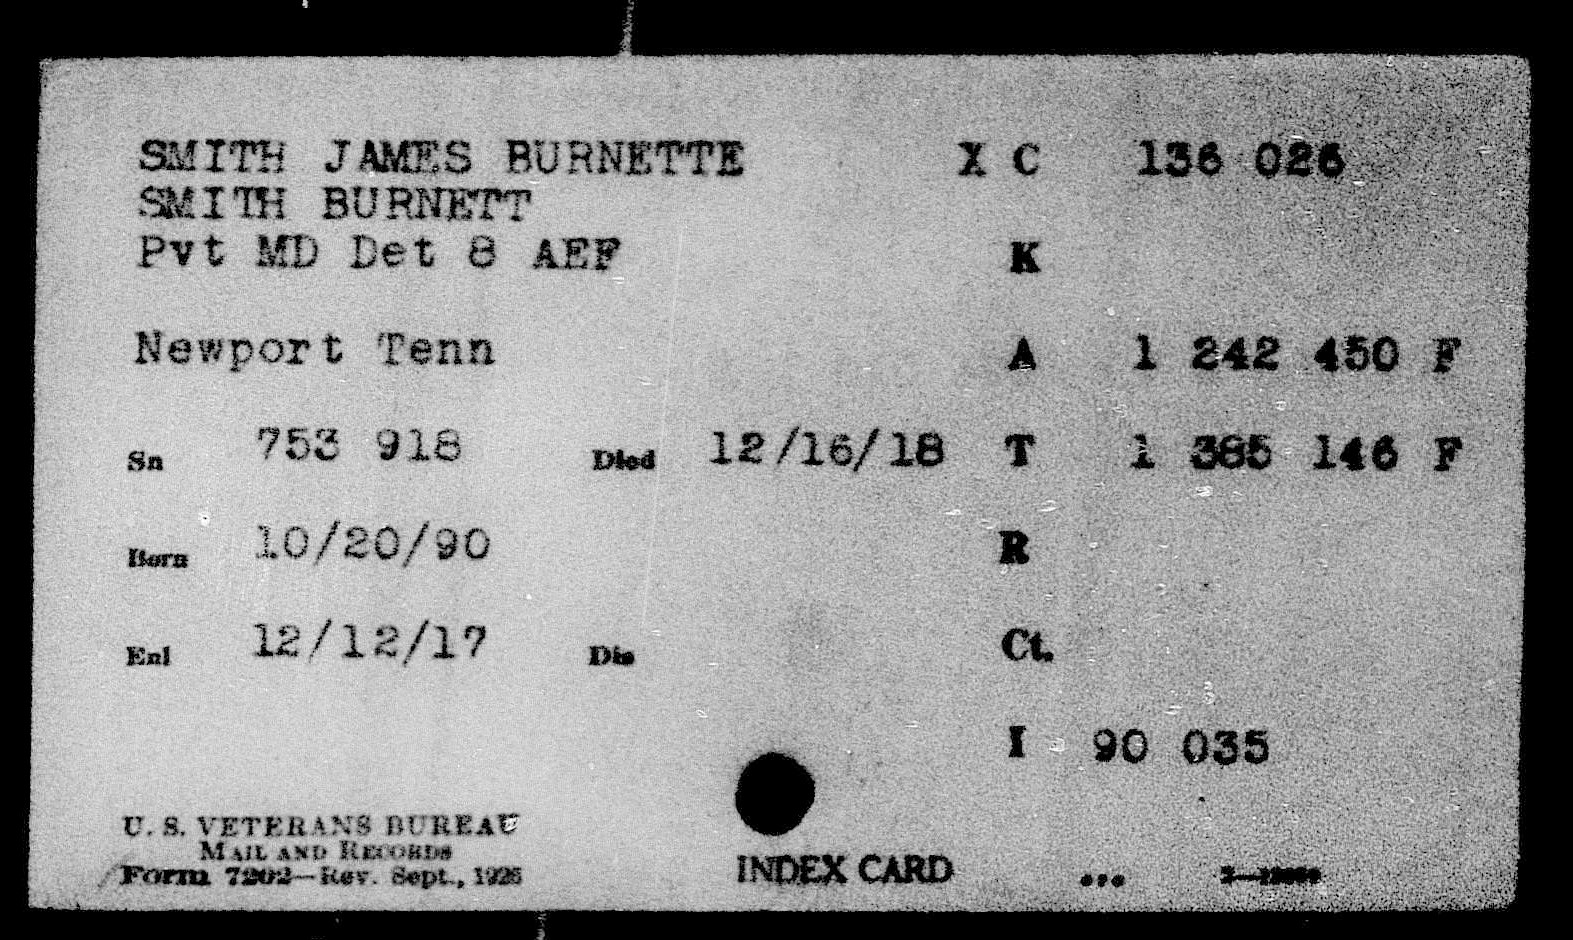 SMITH JAMES BURNETTE X C 136 026
SMITH BURNETT
Pvt MD Det 8 AEF K
Newport Tenn A 1 242 450 F
Sn 753 918 Died 12/16/18 T 1 385 146 F
Born 10/20/90 R
Enl 12/12/17 Dis Ct.
I 90 035
U. S. VETERANS BUREAU
MAIL AND RECORDS
Form 7202—Rev. Sept., 1926 INDEX CARD